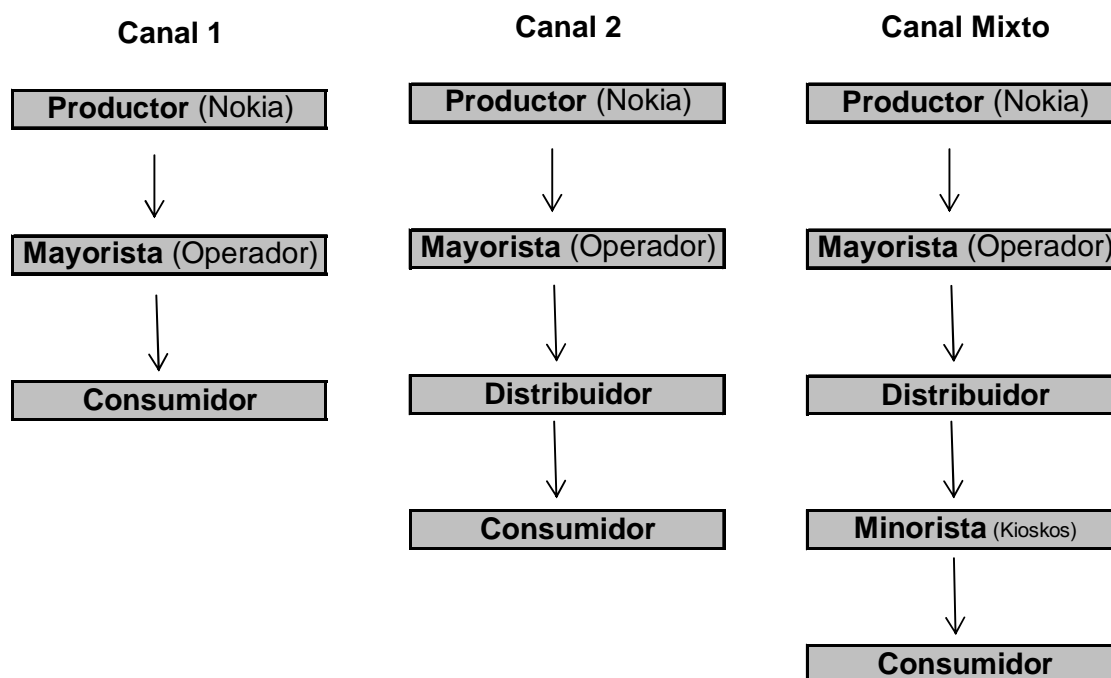 Canal 1
Productor (Nokia)
Mayorista (Operador)
Consumidor
Canal 2
Productor (Nokia)
Mayorista (Operador)
Distribuidor
Consumidor
Canal Mixto
Productor (Nokia)
Mayorista (Operador)
Distribuidor
Minorista (Kioskos)
Consumidor